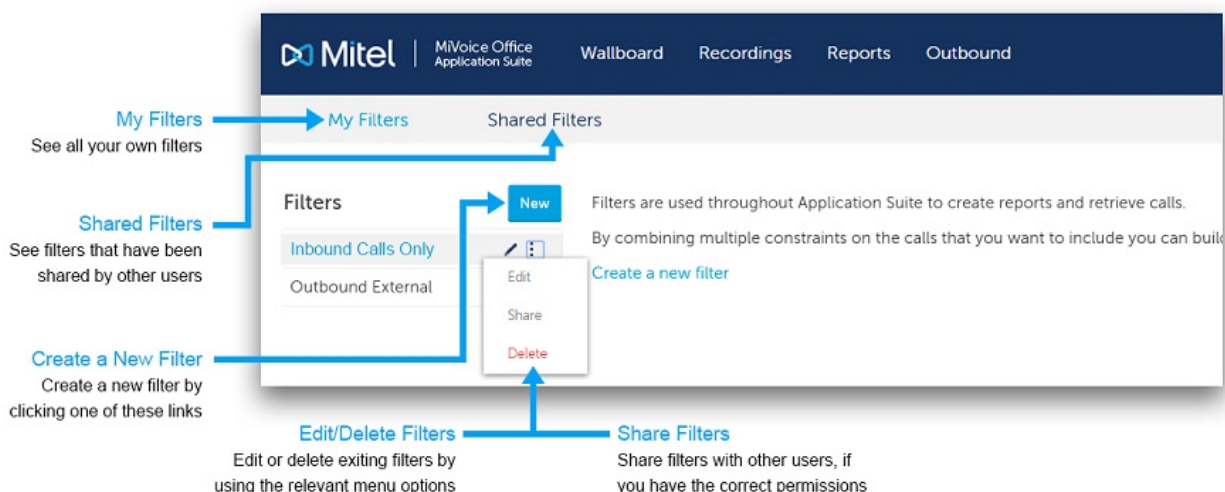 Mitel
MiVoice Office
Application Suite
Wallboard
Recordings
Reports
Outbound
My Filters
Shared Filters
My Filters
See all your own filters
Shared Filters
See filters that have been
shared by other users
Create a New Filter
Create a new filter by
clicking one of these links
Filters
New
Inbound Calls Only
Outbound External
Edit
Share
Delete
Filters are used throughout Application Suite to create reports and retrieve calls.
By combining multiple constraints on the calls that you want to include you can
Create a new filter
Edit/Delete Filters
Edit or delete exiting filters by
using the relevant menu options
Share Filters
Share filters with other users, if
you have the correct permissions